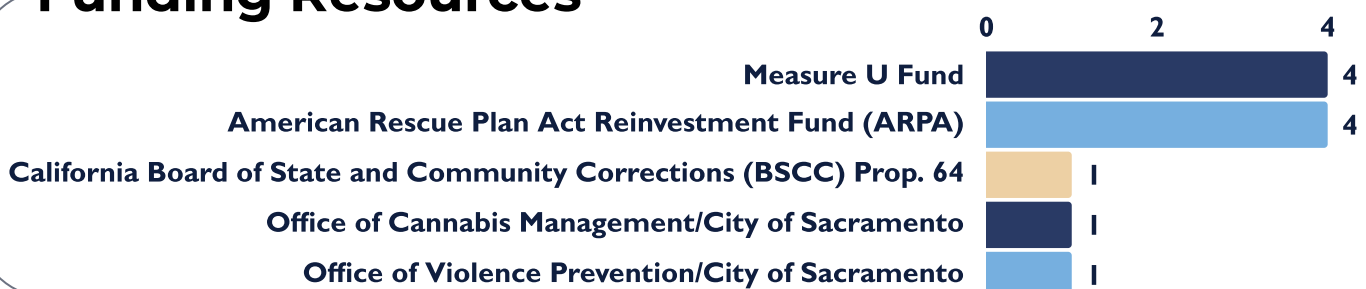 Funding Resources
0 2 4
Measure U Fund 4
American Rescue Plan Act Reinvestment Fund (ARPA) 4
California Board of State and Community Corrections (BSCC) Prop. 64 1
Office of Cannabis Management/City of Sacramento 1
Office of Violence Prevention/City of Sacramento 1